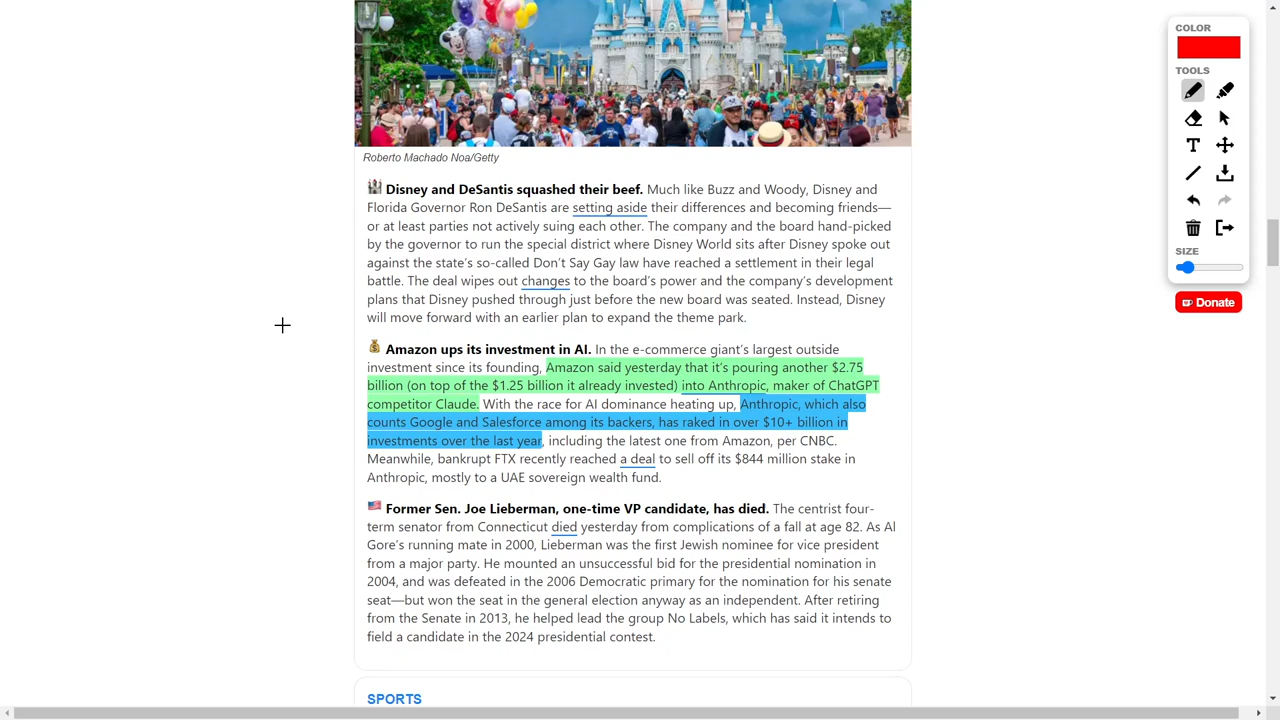 COLOR
TOOLS
T
SIZE
Donate
Roberto Machado Noa/Getty
Disney and DeSantis squashed their beef. Much like Buzz and Woody, Disney and
Florida Governor Ron DeSantis are setting aside their differences and becoming friends—
or at least parties not actively suing each other. The company and the board hand-picked
by the governor to run the special district where Disney World sits after Disney spoke out
against the state's so-called Don't Say Gay law have reached a settlement in their legal
battle. The deal wipes out changes to the board's power and the company's development
plans that Disney pushed through just before the new board was seated. Instead, Disney
will move forward with an earlier plan to expand the theme park.
Amazon ups its investment in AI. In the e-commerce giant's largest outside
investment since its founding, Amazon said yesterday that it's pouring another $2.75
billion (on top of the $1.25 billion it already invested) into Anthropic, maker of ChatGPT
competitor Claude. With the race for AI dominance heating up, Anthropic, which also
counts Google and Salesforce among its backers, has raked in over $10+ billion in
investments over the last year, including the latest one from Amazon, per CNBC.
Meanwhile, bankrupt FTX recently reached a deal to sell off its $844 million stake in
Anthropic, mostly to a UAE sovereign wealth fund.
Former Sen. Joe Lieberman, one-time VP candidate, has died. The centrist four-
term senator from Connecticut died yesterday from complications of a fall at age 82. As Al
Gore's running mate in 2000, Lieberman was the first Jewish nominee for vice president
from a major party. He mounted an unsuccessful bid for the presidential nomination in
2004, and was defeated in the 2006 Democratic primary for the nomination for his senate
seat—but won the seat in the general election anyway as an independent. After retiring
from the Senate in 2013, he helped lead the group No Labels, which has said it intends to
field a candidate in the 2024 presidential contest.
SPORTS